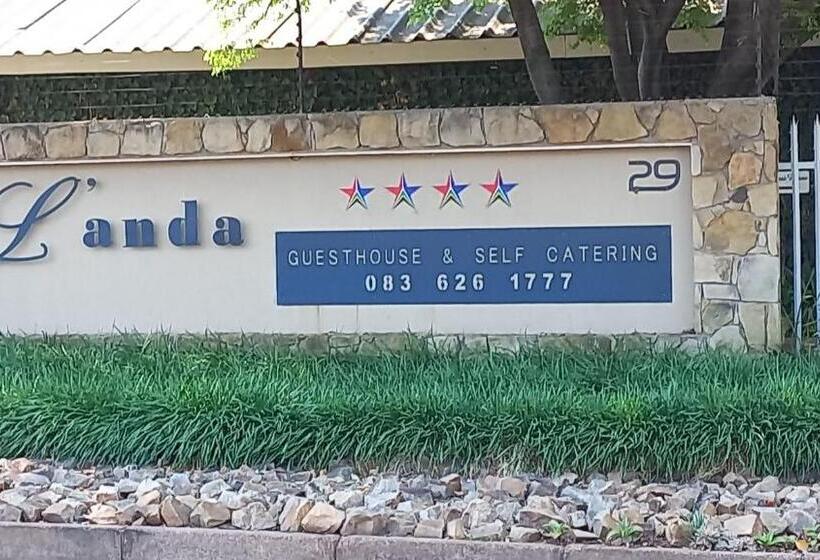 L'anda
29
GUESTHOUSE & SELF CATERING
083 626 1777